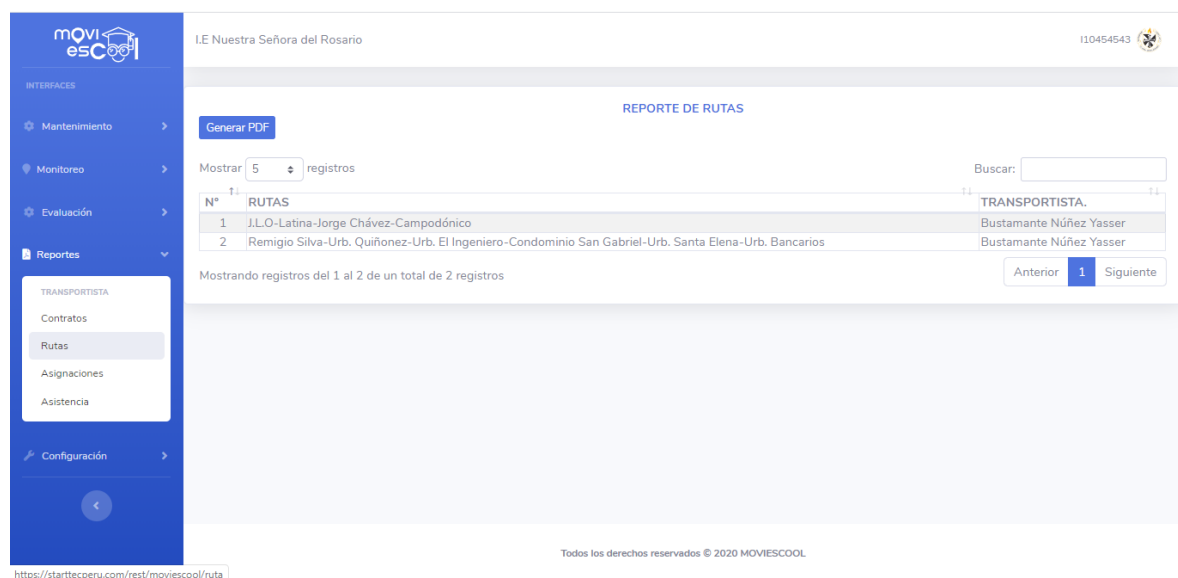 mOVI
esCOOl
I.E Nuestra Señora del Rosario
I10454543
INTERFACES
Mantenimiento
Monitoreo
Evaluación
Reportes
TRANSPORTISTA
Contratos
Rutas
Asignaciones
Asistencia
Configuración
REPORTE DE RUTAS
Generar PDF
Mostrar 5 registros
Buscar:
N° RUTAS TRANSPORTISTA.
1 J.L.O-Latina-Jorge Chávez-Campodónico Bustamante Núñez Yasser
2 Remigio Silva-Urb. Quiñonez-Urb. El Ingeniero-Condominio San Gabriel-Urb. Santa Elena-Urb. Bancarios Bustamante Núñez Yasser
Mostrando registros del 1 al 2 de un total de 2 registros
Anterior 1 Siguiente
Todos los derechos reservados © 2020 MOVIESCOOL
https://starttecperu.com/rest/moviescool/ruta